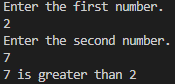 Enter the first number.
2
Enter the second number.
7
7 is greater than 2